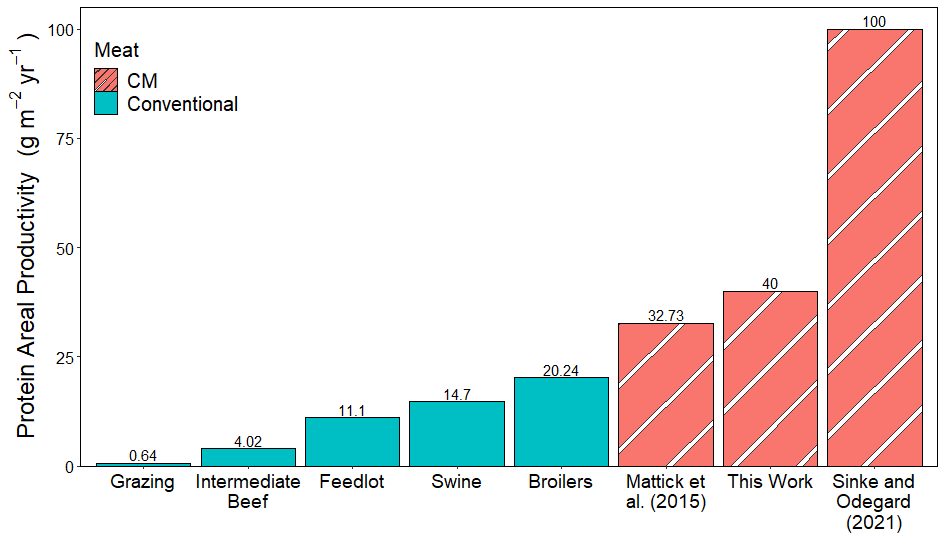 Protein Areal Productivity (g m⁻² yr⁻¹)
100
75
50
25
0
Meat
CM
Conventional
0.64
4.02
11.1
14.7
20.24
32.73
40
100
Grazing
Intermediate
Beef
Feedlot
Swine
Broilers
Mattick et
al. (2015)
This Work
Sinke and
Odegard
(2021)